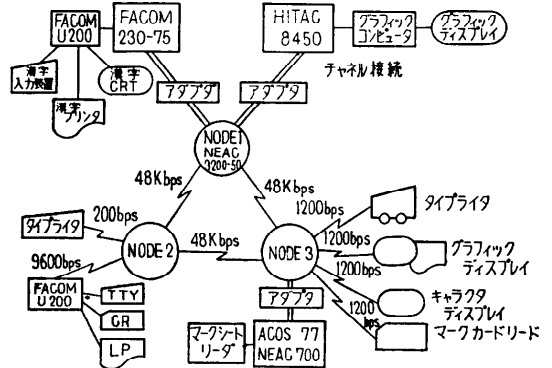 FACOM
U200
FACOM
230-75
HITAC
8450
グラフィック
コンピュータ
グラフィック
ディスプレイ
漢字
入力装置
漢字
CRT
漢字
プリンタ
アダプタ
アダプタ
チャネル接続
NODE1
NEAC
3200-50
48Kbps
48Kbps
48Kbps
NODE2
NODE3
タイプライタ
200bps
9600bps
FACOM
U200
TTY
GR
LP
1200bps
タイプライタ
1200bps
グラフィック
ディスプレイ
1200bps
キャラクタ
ディスプレイ
1200
bps
マークカードリード
アダプタ
マークシート
リーダ
ACOS 77
NEAC700